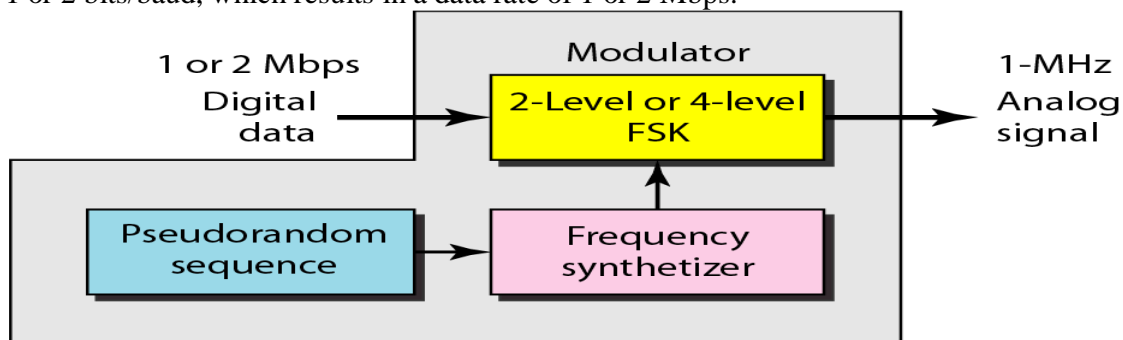 1 or 2 bits/baud, which results in a data rate of 1 or 2 Mbps.
Modulator
1 or 2 Mbps
Digital
data
2-Level or 4-level
FSK
1-MHz
Analog
signal
Pseudorandom
sequence
Frequency
synthetizer